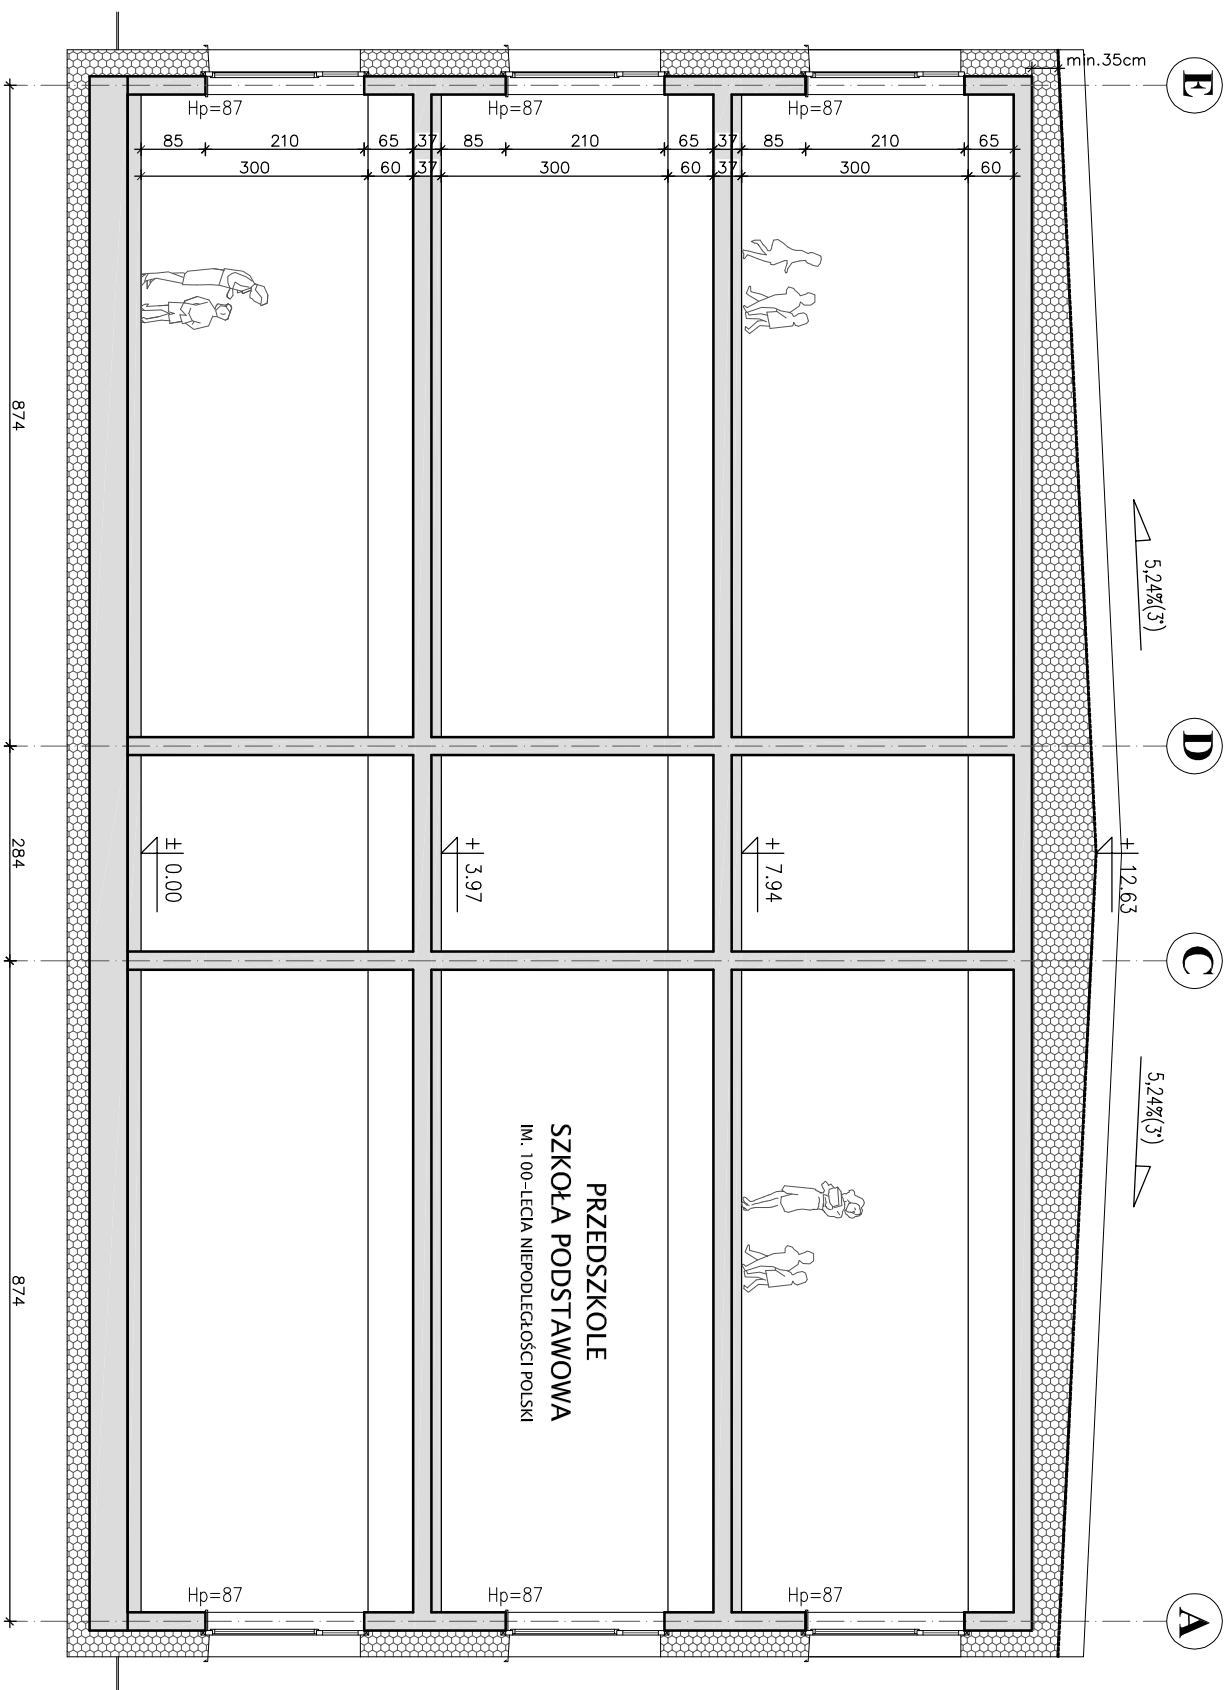 E
D
C
A
min.35cm
5,24%(3°)
5,24%(3°)
± 12.63
Hp=87
Hp=87
Hp=87
85 210 65 37 85 210 65 37 85 210 65
300 60 37 300 60 37 300 60
± 0.00
± 3.97
± 7.94
PRZEDSZKOLE
SZKOŁA PODSTAWOWA
IM. 100-LECIA NIEPODLEGŁOŚCI POLSKI
Hp=87
Hp=87
Hp=87
874
284
874